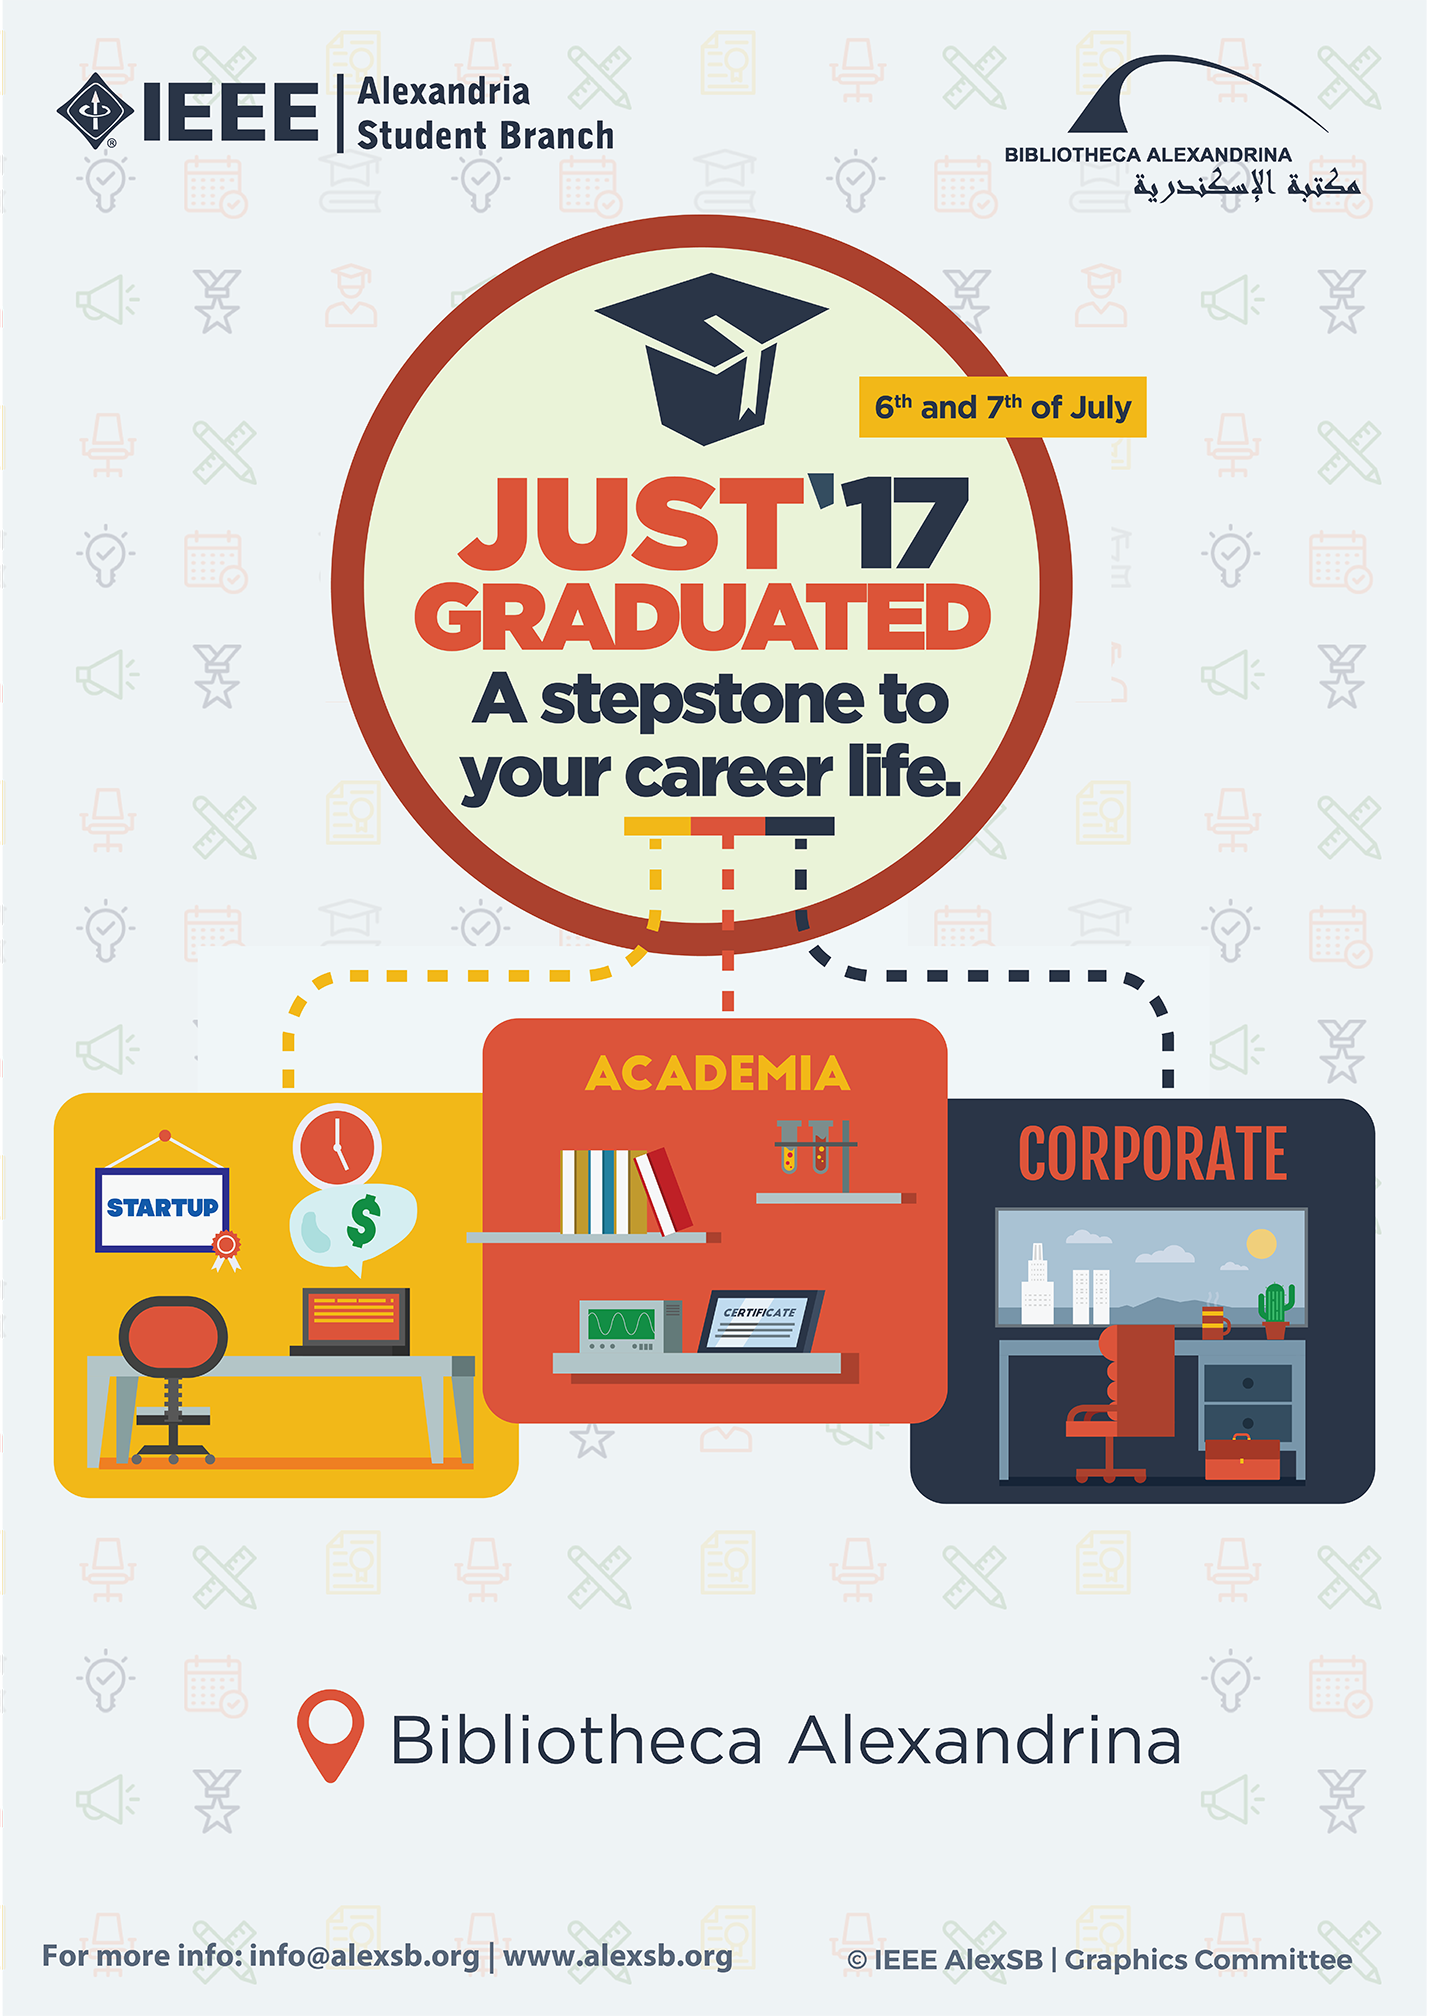 IEEE
Alexandria
Student Branch
BIBLIOTHECA ALEXANDRINA
مكتبة الإسكندرية
6th and 7th of July
JUST '17
GRADUATED
A stepstone to
your career life.
ACADEMIA
CORPORATE
STARTUP
$
CERTIFICATE
Bibliotheca Alexandrina
For more info: info@alexsb.org | www.alexsb.org
© IEEE AlexSB | Graphics Committee